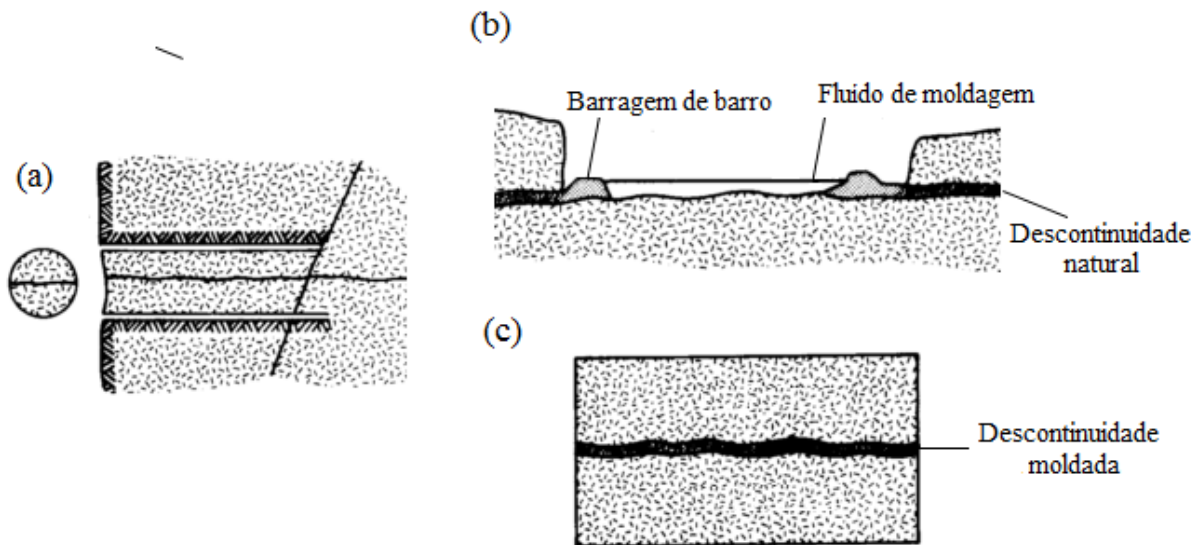 (b)
Barragem de barro
Fluido de moldagem
(a)
Descontinuidade
natural
(c)
Descontinuidade
moldada